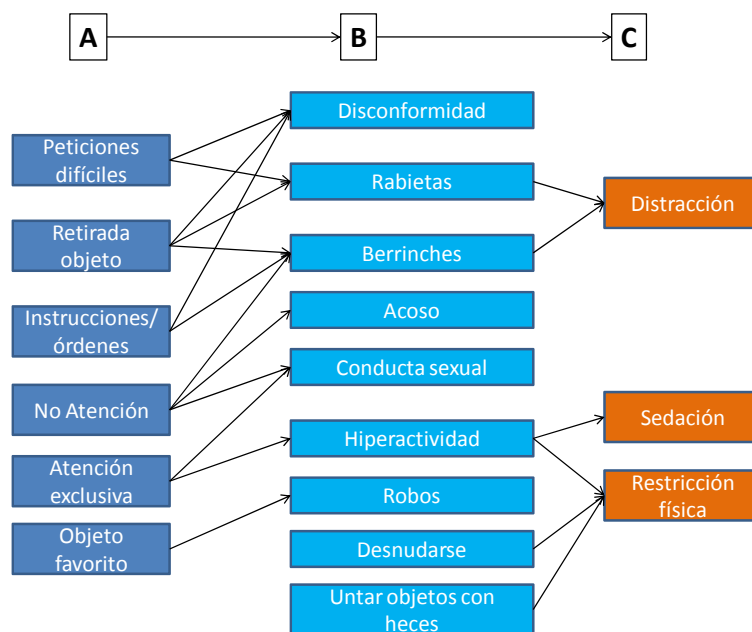 A
B
C
Peticiones
difíciles
Retirada
objeto
Instrucciones/
órdenes
No Atención
Atención
exclusiva
Objeto
favorito
Disconformidad
Rabietas
Berrinches
Acoso
Conducta sexual
Hiperactividad
Robos
Desnudarse
Untar objetos con
heces
Distracción
Sedación
Restricción
física